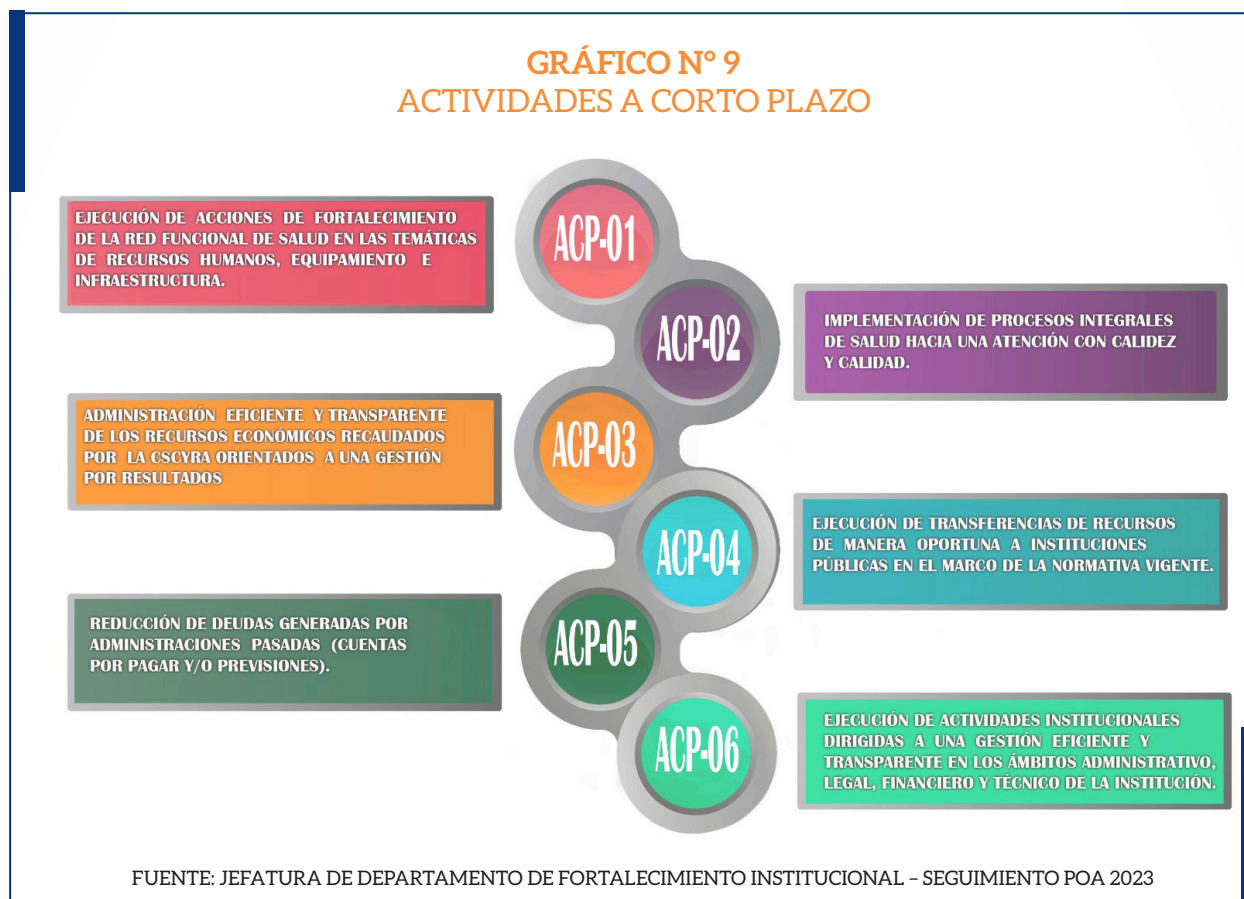 GRÁFICO N° 9
ACTIVIDADES A CORTO PLAZO
ACP-01
EJECUCIÓN DE ACCIONES DE FORTALECIMIENTO
DE LA RED FUNCIONAL DE SALUD EN LAS TEMÁTICAS
DE RECURSOS HUMANOS, EQUIPAMIENTO E
INFRAESTRUCTURA.
ACP-02
IMPLEMENTACIÓN DE PROCESOS INTEGRALES
DE SALUD HACIA UNA ATENCIÓN CON CALIDEZ
Y CALIDAD.
ACP-03
ADMINISTRACIÓN EFICIENTE Y TRANSPARENTE
DE LOS RECURSOS ECONÓMICOS RECAUDADOS
POR LA CSCYRA ORIENTADOS A UNA GESTIÓN
POR RESULTADOS
ACP-04
EJECUCIÓN DE TRANSFERENCIAS DE RECURSOS
DE MANERA OPORTUNA A INSTITUCIONES
PÚBLICAS EN EL MARCO DE LA NORMATIVA VIGENTE.
ACP-05
REDUCCIÓN DE DEUDAS GENERADAS POR
ADMINISTRACIONES PASADAS (CUENTAS
POR PAGAR Y/O PREVISIONES).
ACP-06
EJECUCIÓN DE ACTIVIDADES INSTITUCIONALES
DIRIGIDAS A UNA GESTIÓN EFICIENTE Y
TRANSPARENTE EN LOS ÁMBITOS ADMINISTRATIVO,
LEGAL, FINANCIERO Y TÉCNICO DE LA INSTITUCIÓN.
FUENTE: JEFATURA DE DEPARTAMENTO DE FORTALECIMIENTO INSTITUCIONAL – SEGUIMIENTO POA 2023